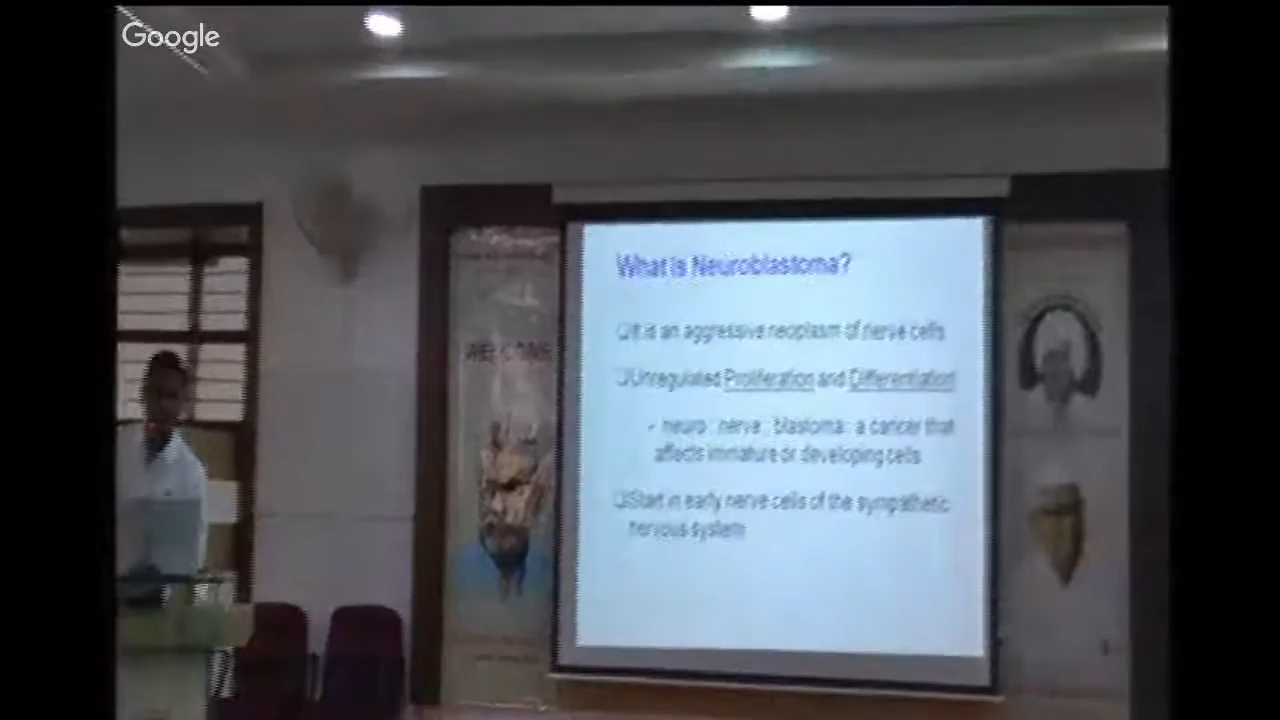 Google
What is Neuroblastoma?
It is an aggressive neoplasm of nerve cells
Unregulated Proliferation and Differentiation
neuro nerve blastoma a cancer that
affects immature or developing cells
Start in early nerve cells of the sympathetic
nervous system